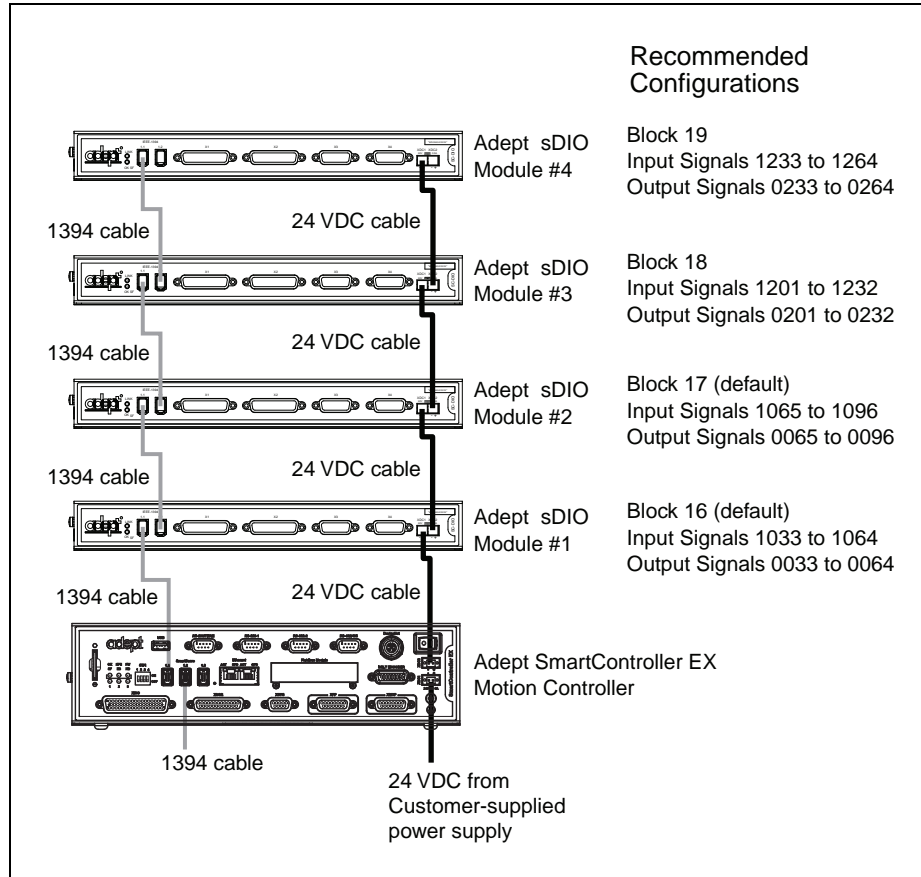 Recommended
Configurations
Adept sDIO
Module #4
Block 19
Input Signals 1233 to 1264
Output Signals 0233 to 0264
1394 cable
24 VDC cable
Adept sDIO
Module #3
Block 18
Input Signals 1201 to 1232
Output Signals 0201 to 0232
1394 cable
24 VDC cable
Adept sDIO
Module #2
Block 17 (default)
Input Signals 1065 to 1096
Output Signals 0065 to 0096
1394 cable
24 VDC cable
Adept sDIO
Module #1
Block 16 (default)
Input Signals 1033 to 1064
Output Signals 0033 to 0064
1394 cable
24 VDC cable
adept
SmartController EX
Adept SmartController EX
Motion Controller
1394 cable
24 VDC from
Customer-supplied
power supply